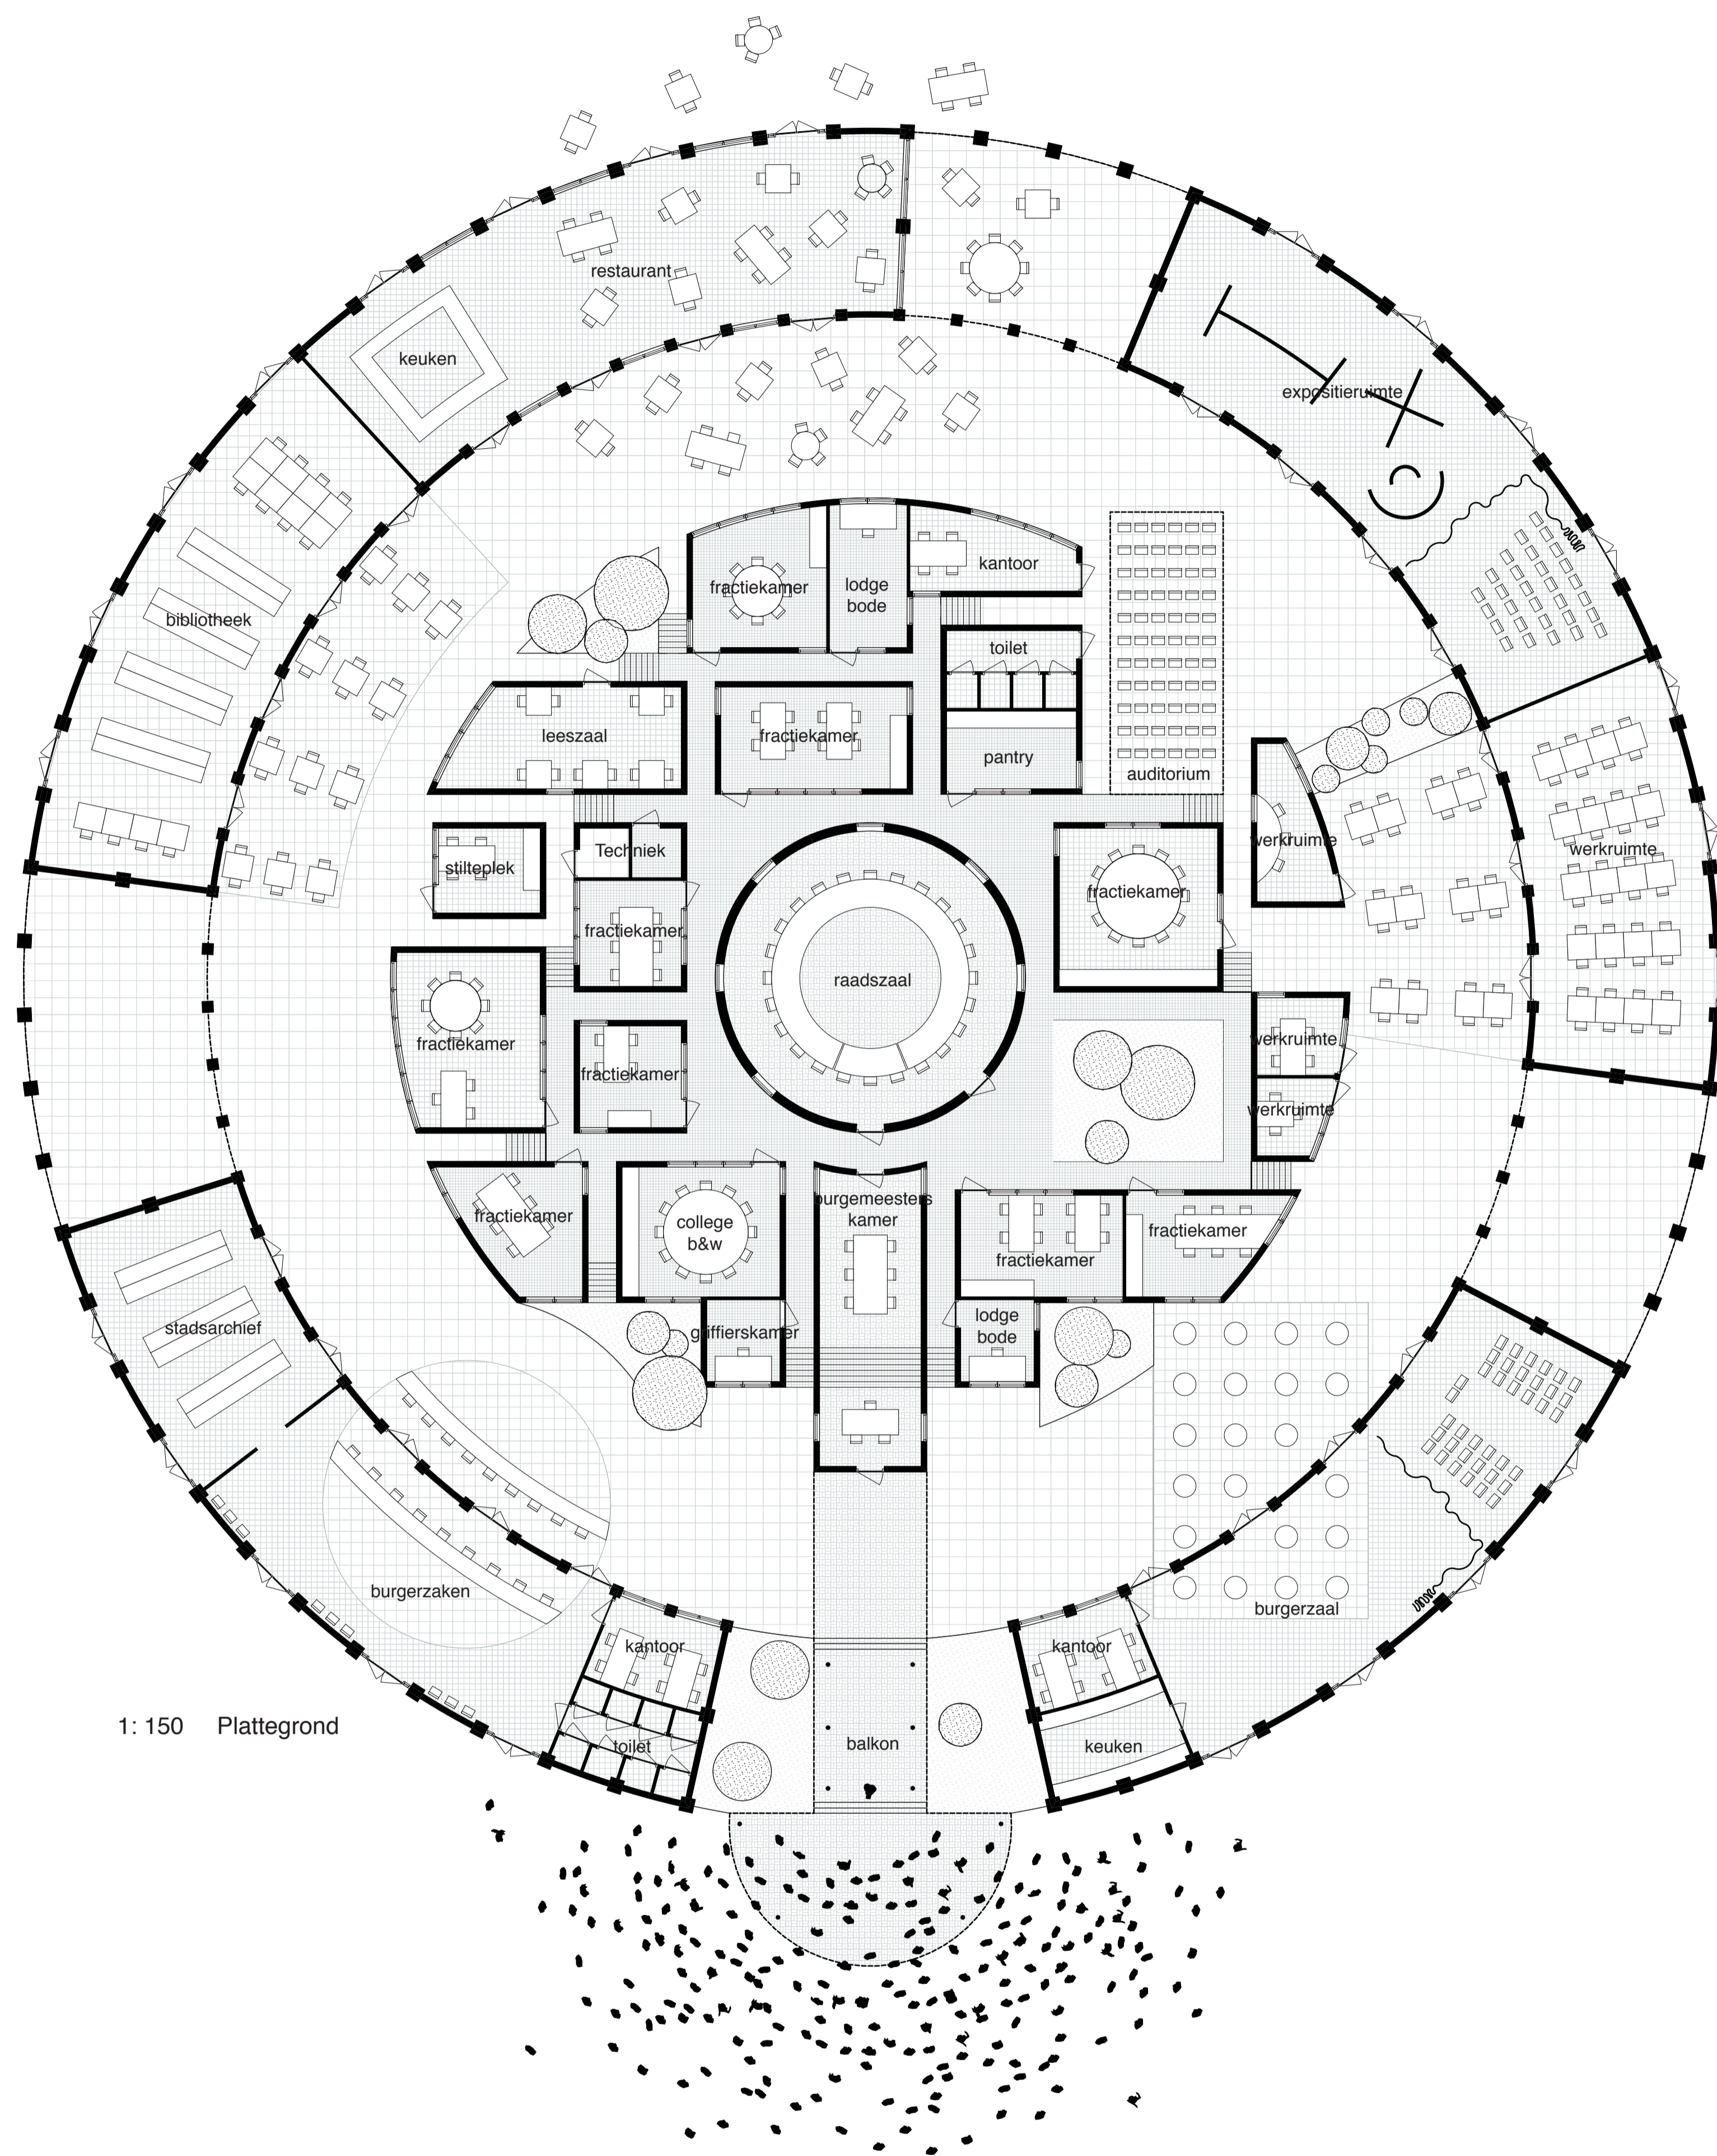 restaurant
keuken
expositieruimte
fractiekamer
lodge
bode
kantoor
bibliotheek
toilet
leeszaal
fractiekamer
pantry
auditorium
Techniek
stilteplek
werkruimte
werkruimte
fractiekamer
fractiekamer
raadszaal
fractiekamer
fractiekamer
werkruimte
werkruimte
burgemeesters
kamer
fractiekamer
college
b&w
fractiekamer
fractiekamer
stadsarchief
griffierskamer
lodge
bode
burgerzaken
burgerzaal
kantoor
kantoor
1: 150 Plattegrond
toilet
balkon
keuken